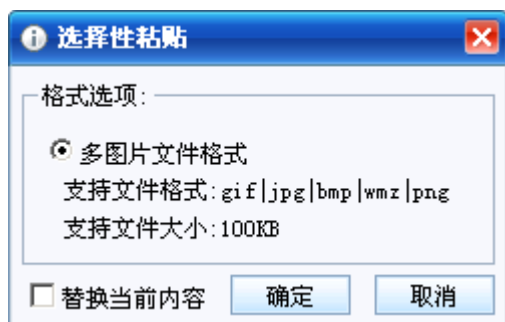 选择性粘贴
格式选项:
多图片文件格式
支持文件格式:gif|jpg|bmp|wmz|png
支持文件大小:100KB
替换当前内容 确定 取消